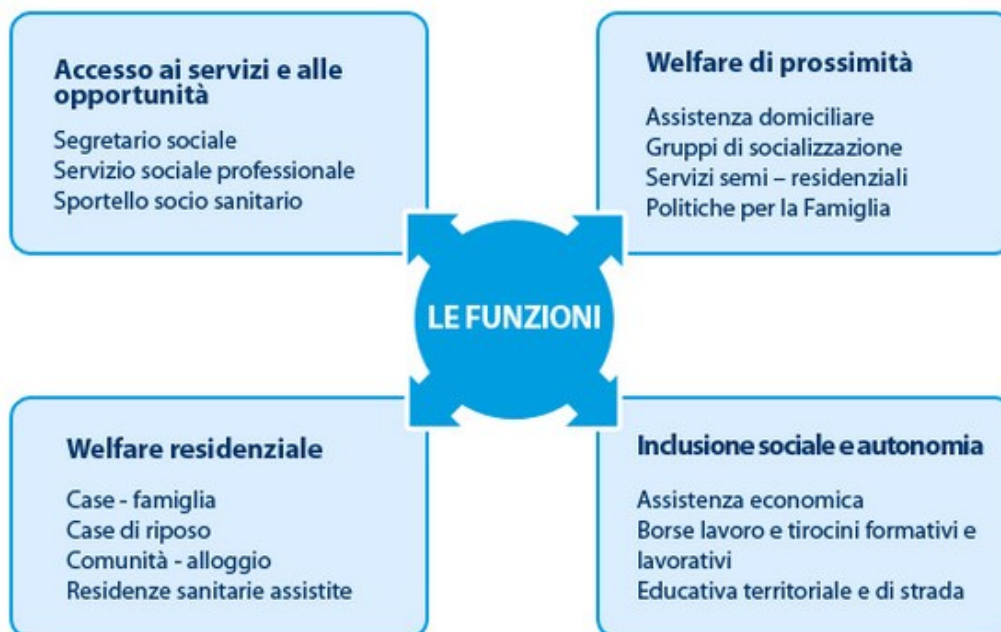 Accesso ai servizi e alle
opportunità
Segretario sociale
Servizio sociale professionale
Sportello socio sanitario
Welfare di prossimità
Assistenza domiciliare
Gruppi di socializzazione
Servizi semi – residenziali
Politiche per la Famiglia
LE FUNZIONI
Welfare residenziale
Case - famiglia
Case di riposo
Comunità - alloggio
Residenze sanitarie assistite
Inclusione sociale e autonomia
Assistenza economica
Borse lavoro e tirocini formativi e
lavorativi
Educativa territoriale e di strada